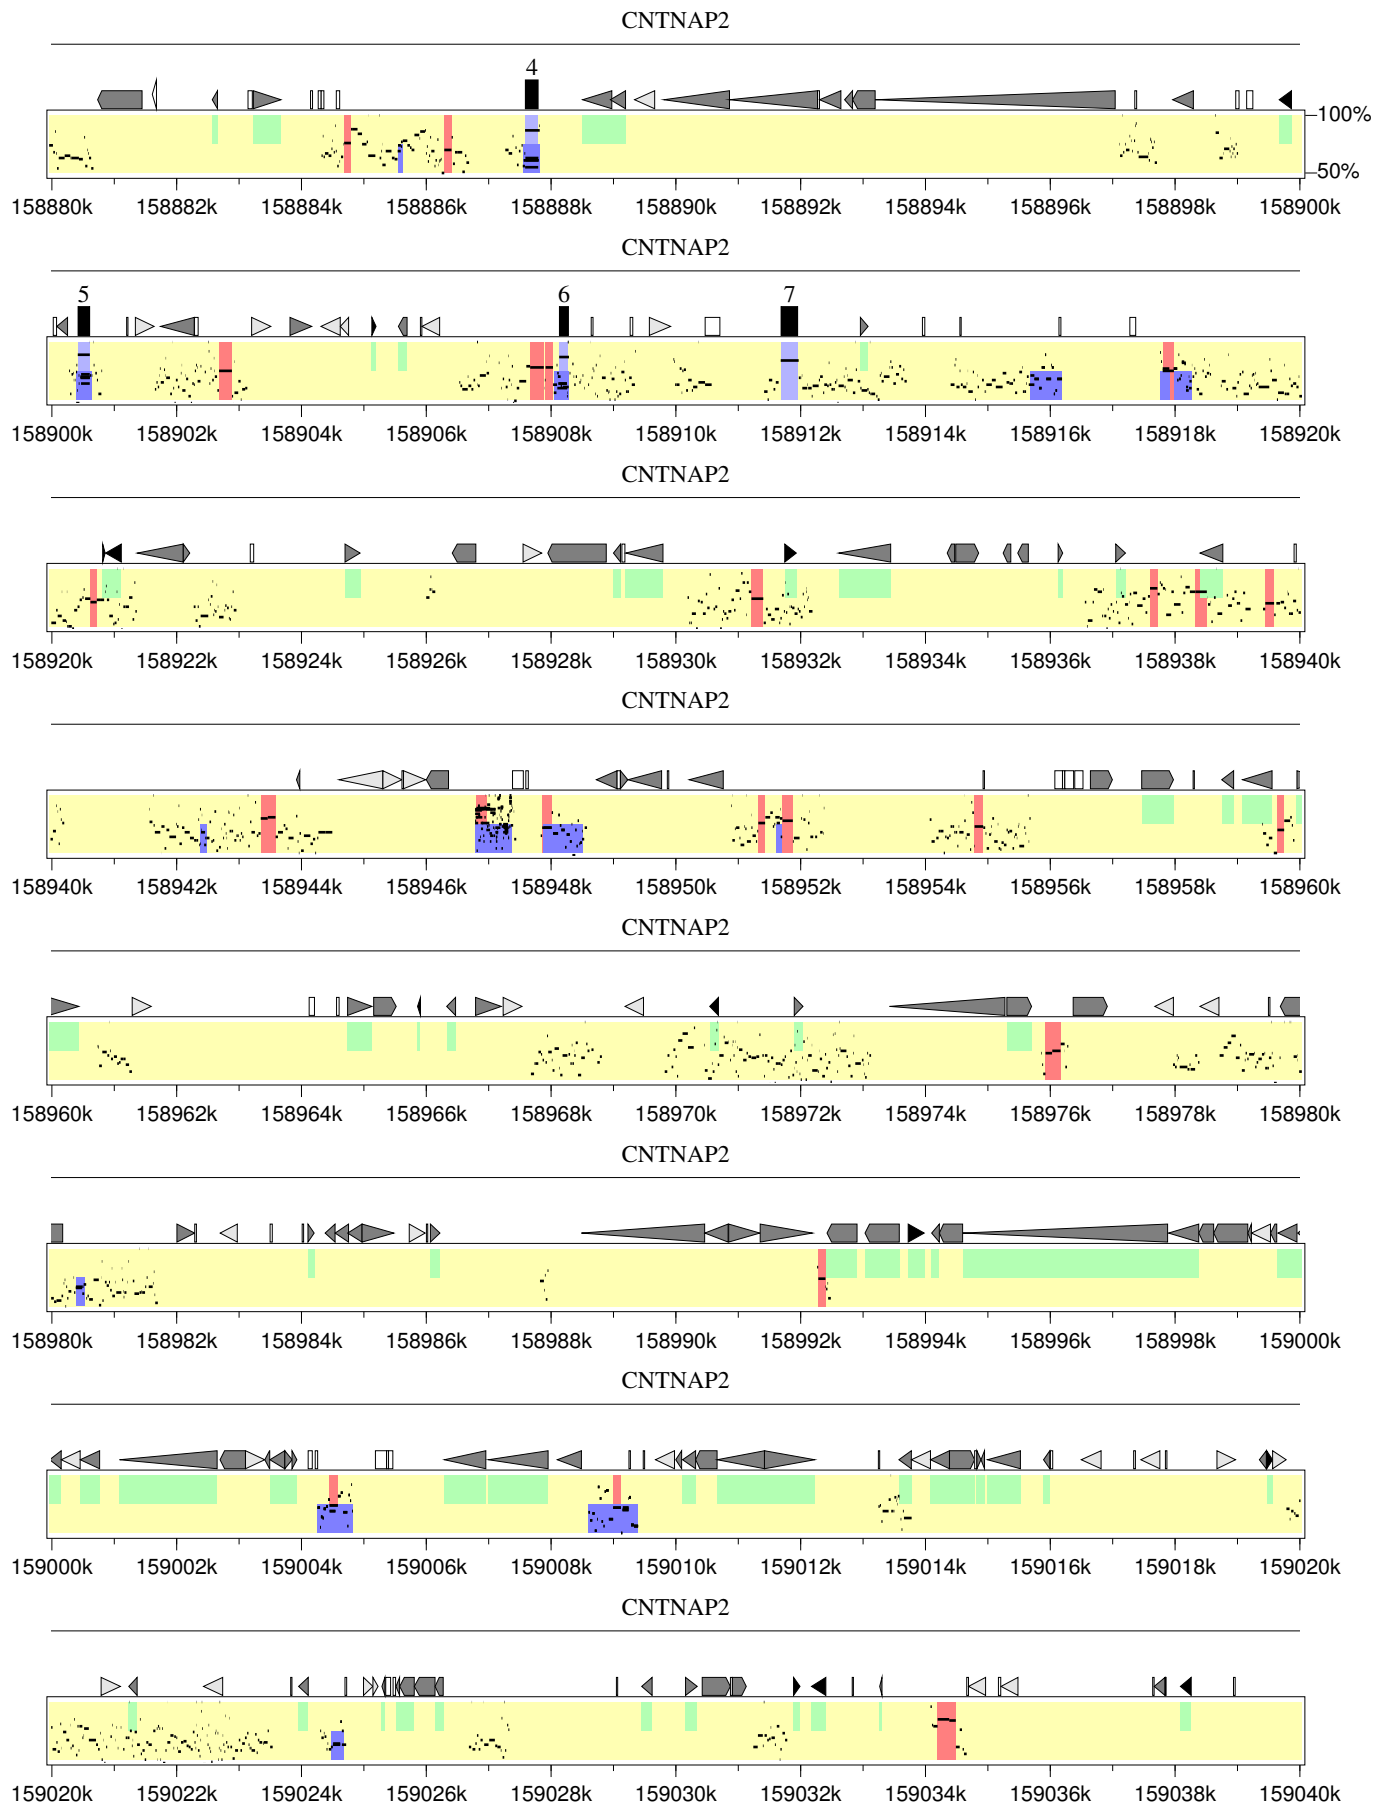 CNTNAP2
4
100%
50%
158880k 158882k 158884k 158886k 158888k 158890k 158892k 158894k 158896k 158898k 158900k
CNTNAP2
5 6 7
158900k 158902k 158904k 158906k 158908k 158910k 158912k 158914k 158916k 158918k 158920k
CNTNAP2
158920k 158922k 158924k 158926k 158928k 158930k 158932k 158934k 158936k 158938k 158940k
CNTNAP2
158940k 158942k 158944k 158946k 158948k 158950k 158952k 158954k 158956k 158958k 158960k
CNTNAP2
158960k 158962k 158964k 158966k 158968k 158970k 158972k 158974k 158976k 158978k 158980k
CNTNAP2
158980k 158982k 158984k 158986k 158988k 158990k 158992k 158994k 158996k 158998k 159000k
CNTNAP2
159000k 159002k 159004k 159006k 159008k 159010k 159012k 159014k 159016k 159018k 159020k
CNTNAP2
159020k 159022k 159024k 159026k 159028k 159030k 159032k 159034k 159036k 159038k 159040k